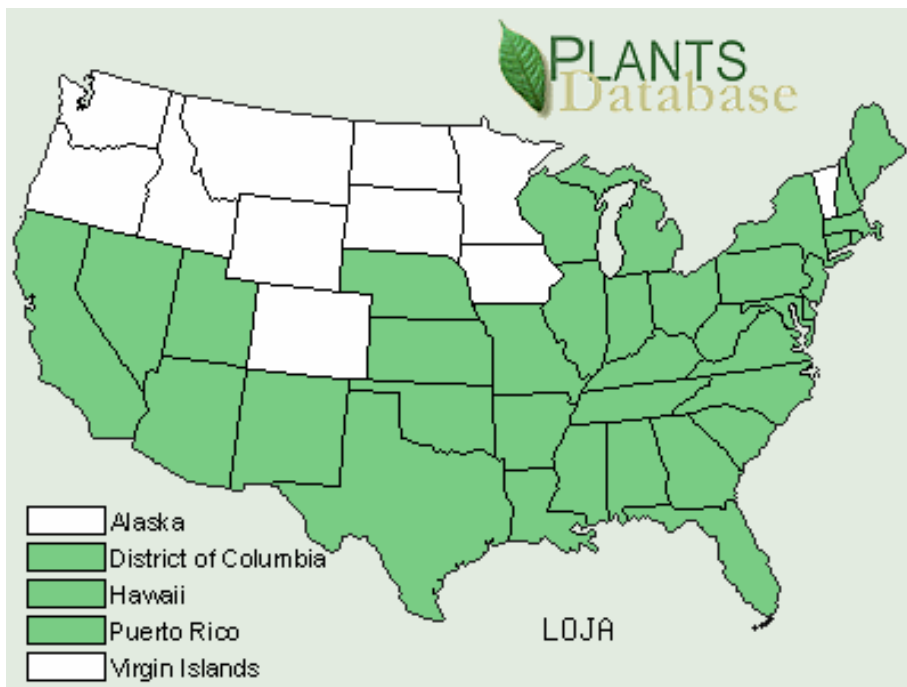 PLANTS
Database
Alaska
District of Columbia
Hawaii
Puerto Rico
Virgin Islands
LOJA